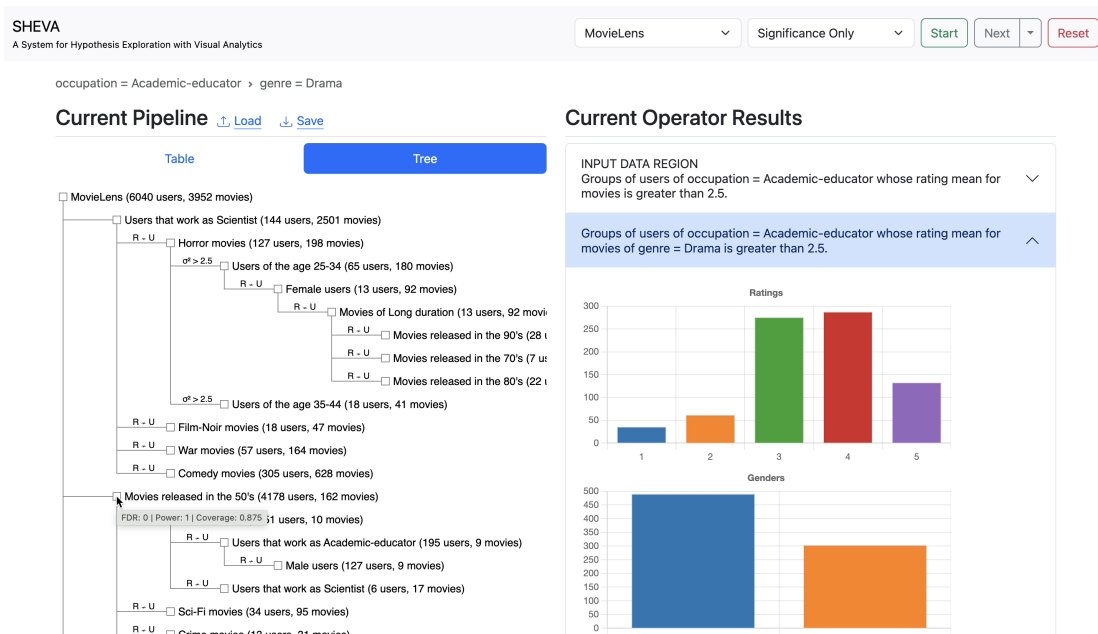 SHEVA
A System for Hypothesis Exploration with Visual Analytics
MovieLens
Significance Only
Start
Next
Reset
occupation = Academic-educator › genre = Drama
Current Pipeline Load Save
Table Tree
MovieLens (6040 users, 3952 movies)
Users that work as Scientist (144 users, 2501 movies)
R - U Horror movies (127 users, 198 movies)
σ² > 2.5 Users of the age 25-34 (65 users, 180 movies)
R - U Female users (13 users, 92 movies)
R - U Movies of Long duration (13 users, 92 movi
R - U Movies released in the 90's (28 u
R - U Movies released in the 70's (7 us
R - U Movies released in the 80's (22 u
σ² > 2.5 Users of the age 35-44 (18 users, 41 movies)
R - U Film-Noir movies (18 users, 47 movies)
R - U War movies (57 users, 164 movies)
R - U Comedy movies (305 users, 628 movies)
Movies released in the 50's (4178 users, 162 movies)
FDR: 0 | Power: 1 | Coverage: 0.875 51 users, 10 movies)
R - U Users that work as Academic-educator (195 users, 9 movies)
R - U Male users (127 users, 9 movies)
R - U Users that work as Scientist (6 users, 17 movies)
R - U Sci-Fi movies (34 users, 95 movies)
R - U
Current Operator Results
INPUT DATA REGION
Groups of users of occupation = Academic-educator whose rating mean for
movies is greater than 2.5.
Groups of users of occupation = Academic-educator whose rating mean for
movies of genre = Drama is greater than 2.5.
Ratings
300
250
200
150
100
50
0
1 2 3 4 5
Genders
500
450
400
350
300
250
200
150
100
50
0